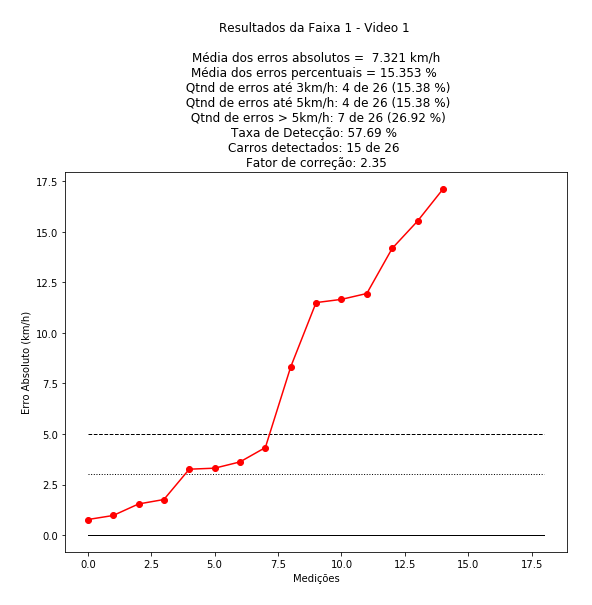 Resultados da Faixa 1 - Video 1
Média dos erros absolutos =  7.321 km/h
Média dos erros percentuais = 15.353 %
Qtnd de erros até 3km/h: 4 de 26 (15.38 %)
Qtnd de erros até 5km/h: 4 de 26 (15.38 %)
Qtnd de erros > 5km/h: 7 de 26 (26.92 %)
Taxa de Detecção: 57.69 %
Carros detectados: 15 de 26
Fator de correção: 2.35
17.5
15.0
12.5
10.0
7.5
5.0
2.5
0.0
Erro Absoluto (km/h)
0.0 2.5 5.0 7.5 10.0 12.5 15.0 17.5
Medições